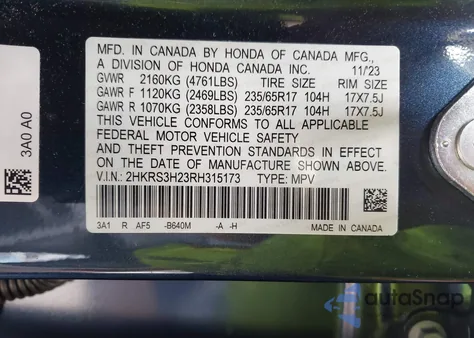 MFD. IN CANADA BY HONDA OF CANADA MFG.,
A DIVISION OF HONDA CANADA INC. 11/23
GVWR 2160KG (4761LBS) TIRE SIZE RIM SIZE
GAWR F 1120KG (2469LBS) 235/65R17 104H 17X7.5J
GAWR R 1070KG (2358LBS) 235/65R17 104H 17X7.5J
THIS VEHICLE CONFORMS TO ALL APPLICABLE
FEDERAL MOTOR VEHICLE SAFETY
AND THEFT PREVENTION STANDARDS IN EFFECT
ON THE DATE OF MANUFACTURE SHOWN ABOVE.
V.I.N.: 2HKRS3H23RH315173 TYPE: MPV
3A1 R AF5 -B640M -A -H MADE IN CANADA
3A0 A0
autoSnap